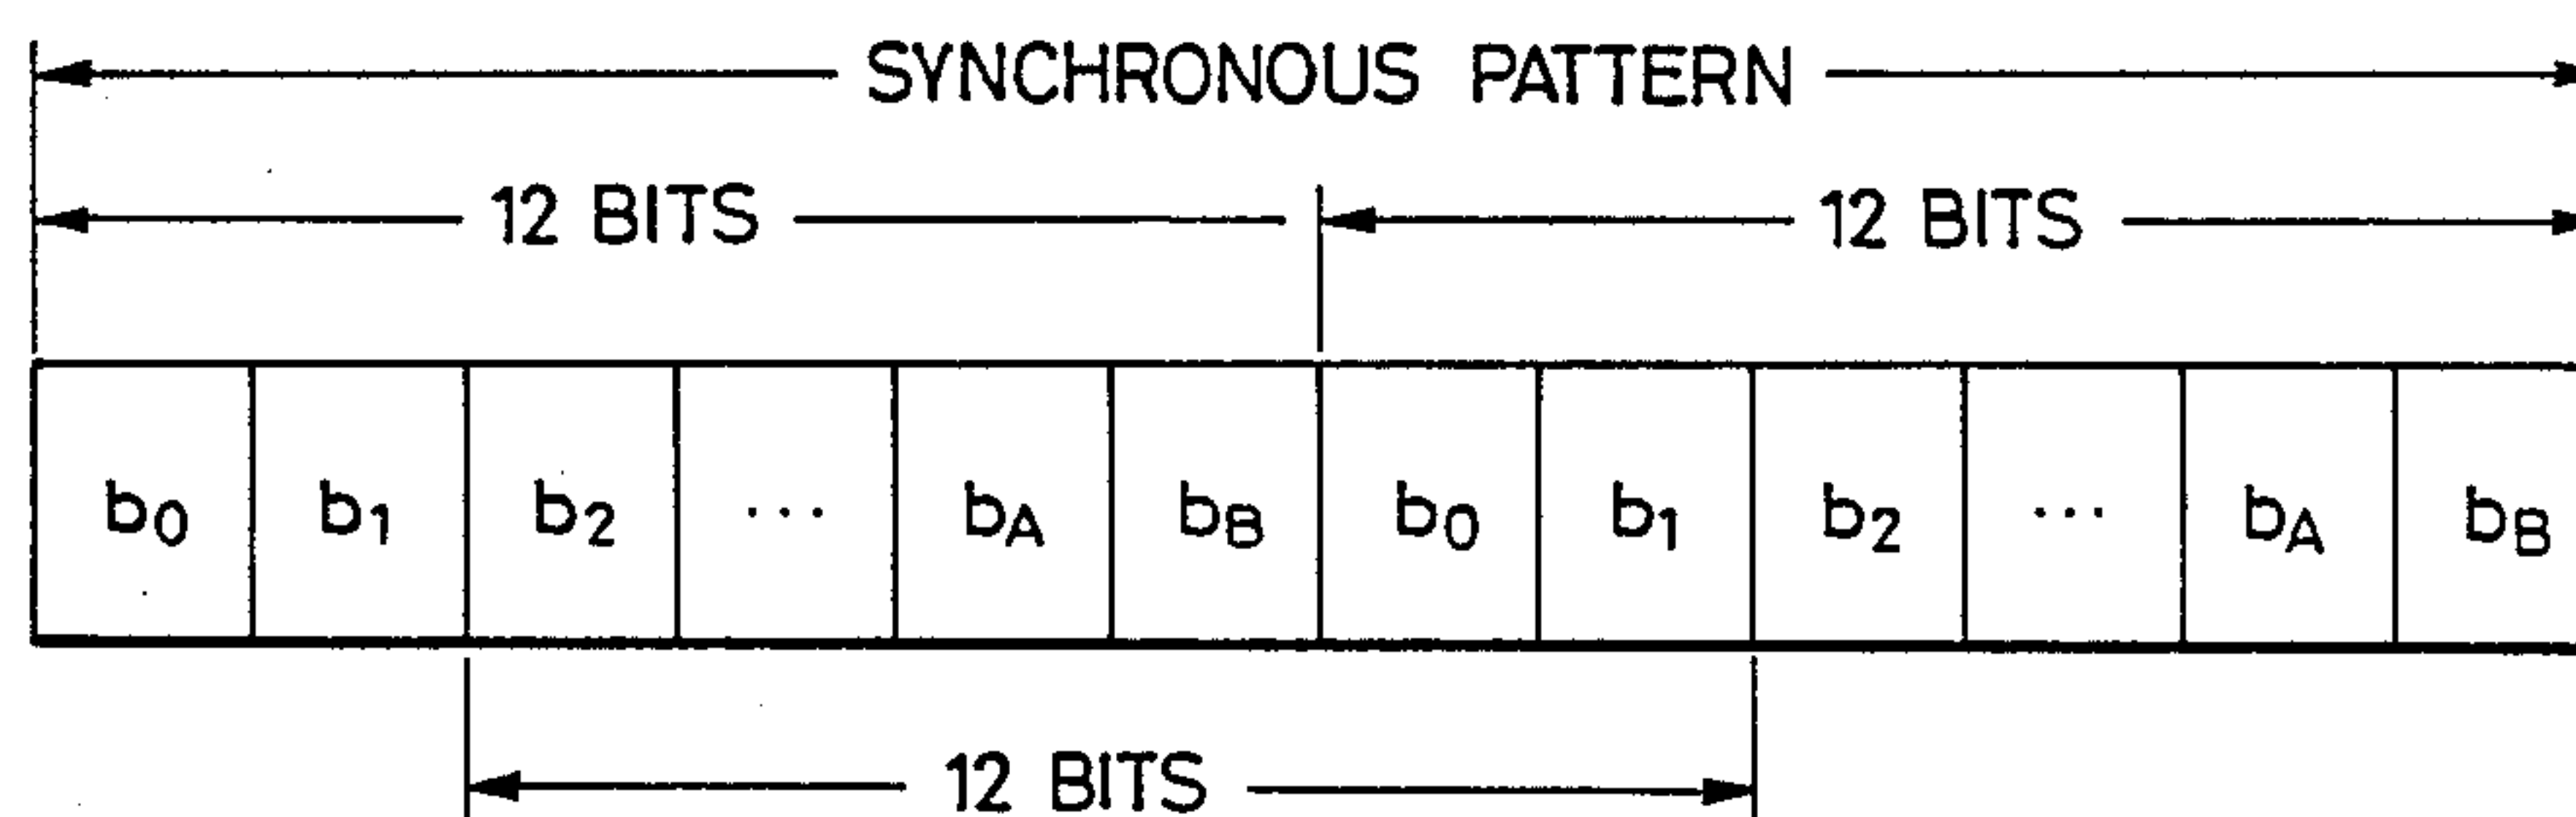 SYNCHRONOUS PATTERN
12 BITS 12 BITS
b0 b1 b2 ... bA bB b0 b1 b2 ... bA bB
12 BITS